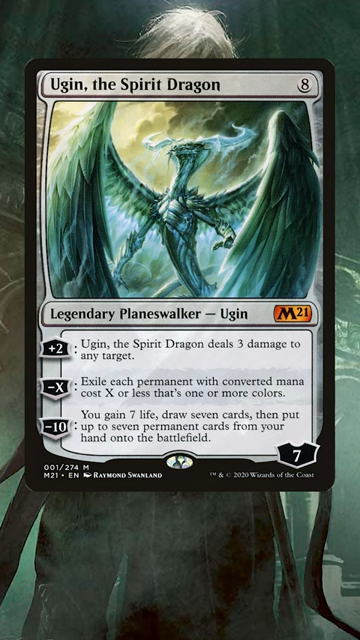 Ugin, the Spirit Dragon 8
Legendary Planeswalker — Ugin M21
+2 : Ugin, the Spirit Dragon deals 3 damage to
any target.
−X : Exile each permanent with converted mana
cost X or less that's one or more colors.
−10 : You gain 7 life, draw seven cards, then put
up to seven permanent cards from your
hand onto the battlefield.
7
001/274 M
M21 • EN Raymond Swanland ™ & © 2020 Wizards of the Coast